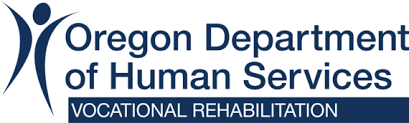 Oregon Department
of Human Services
VOCATIONAL REHABILITATION